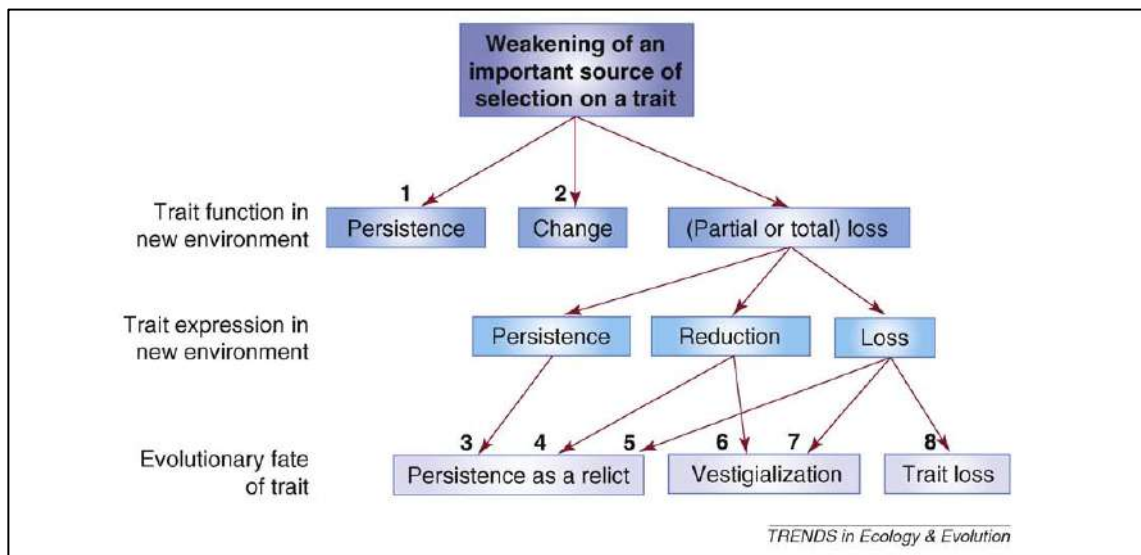 Weakening of an
important source of
selection on a trait
1
2
Trait function in
new environment
Persistence
Change
(Partial or total) loss
Trait expression in
new environment
Persistence
Reduction
Loss
3
4
5
6
7
8
Evolutionary fate
of trait
Persistence as a relict
Vestigialization
Trait loss
TRENDS in Ecology & Evolution